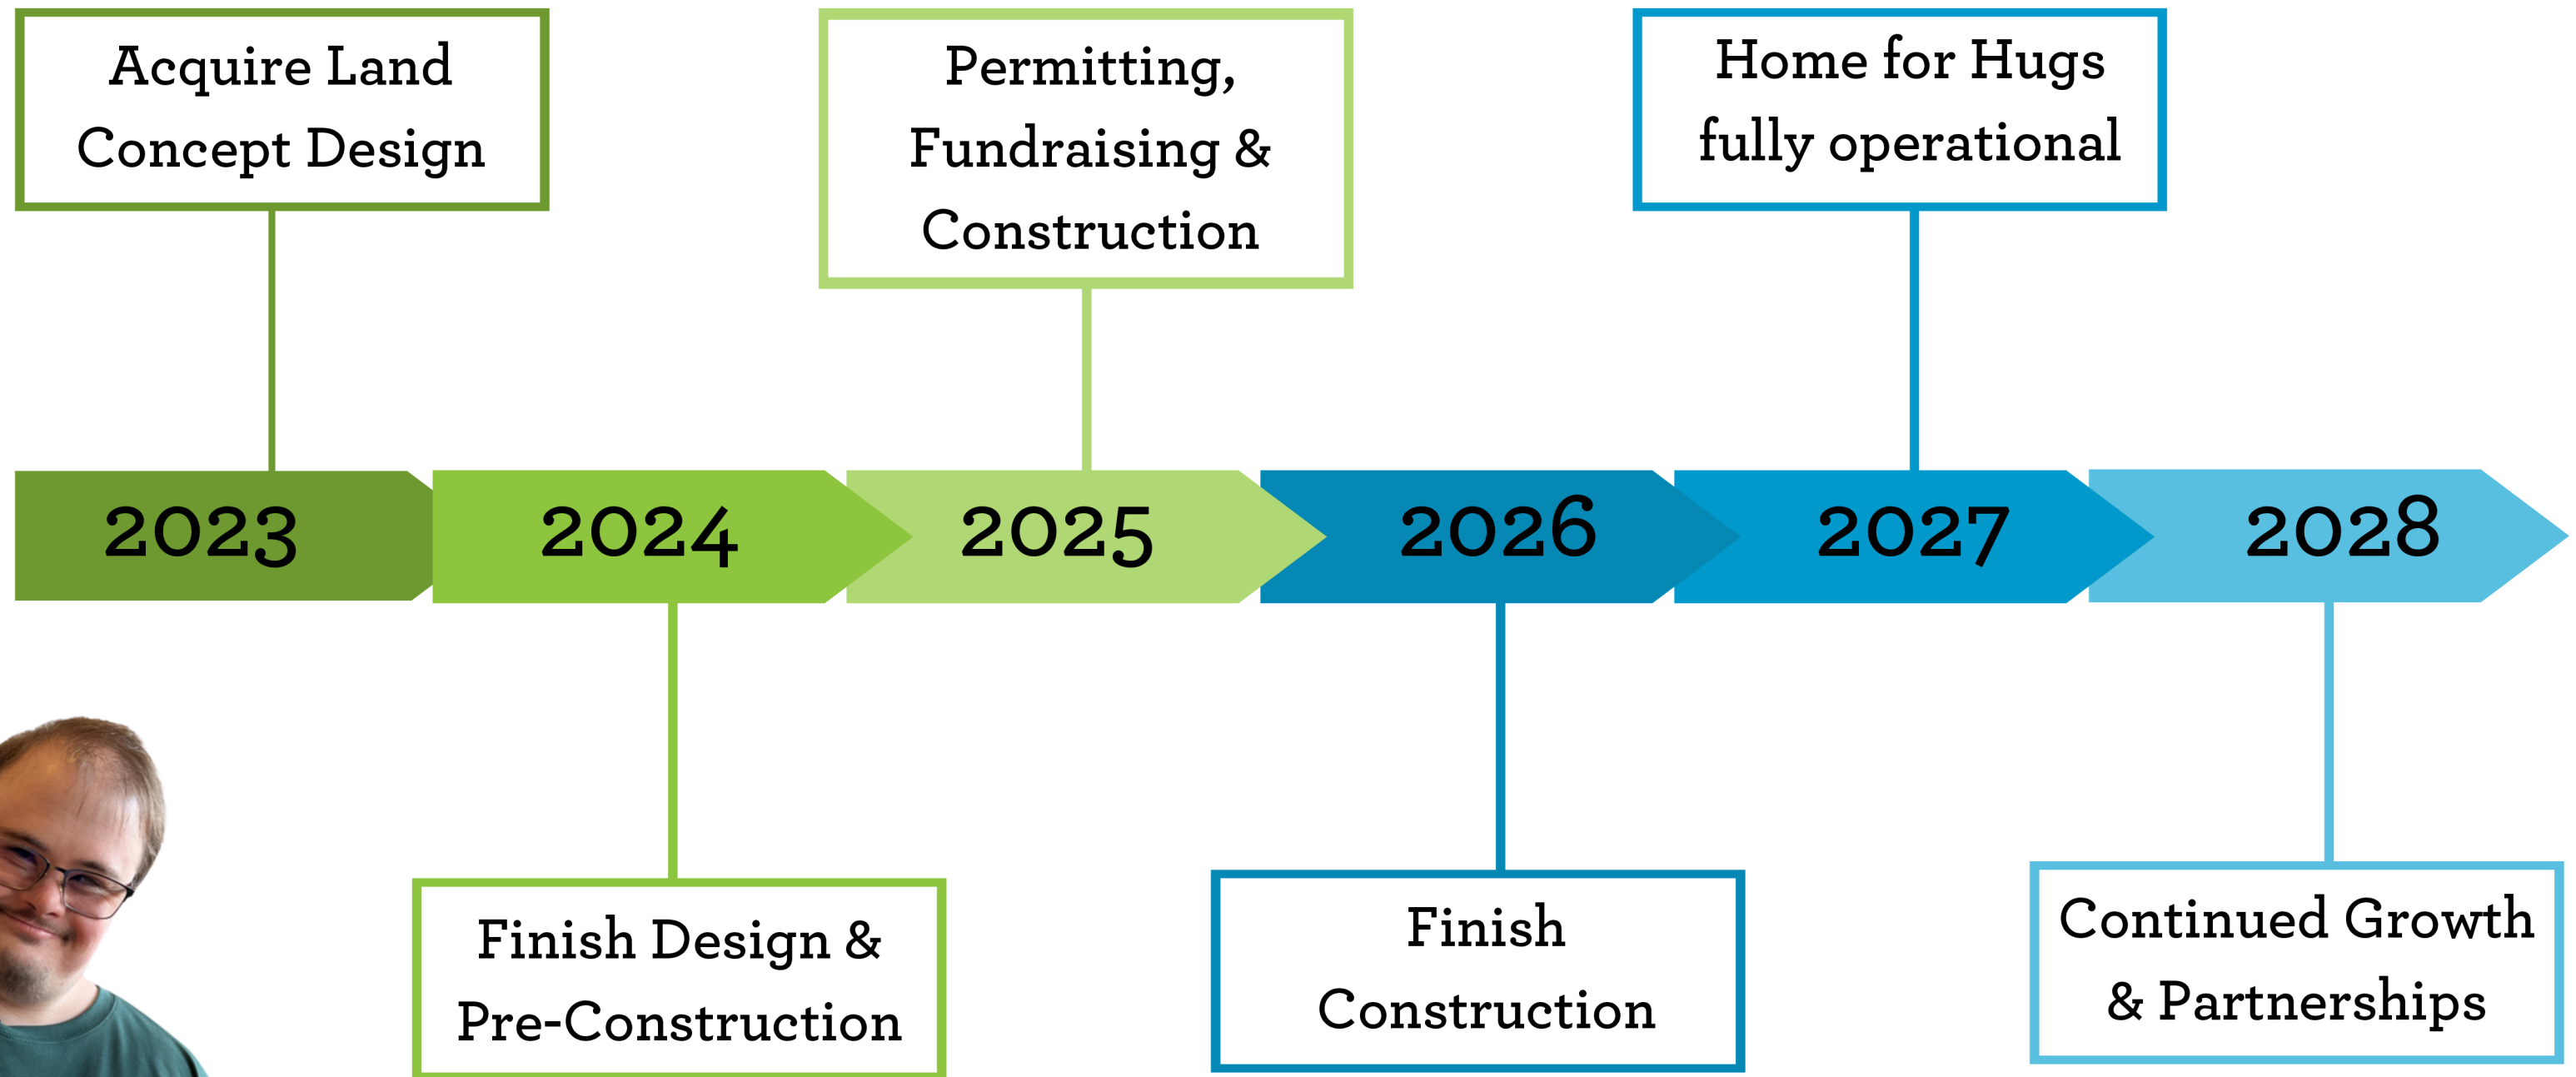 Acquire Land
Concept Design
Permitting,
Fundraising &
Construction
Home for Hugs
fully operational
2023
2024
2025
2026
2027
2028
Finish Design &
Pre-Construction
Finish
Construction
Continued Growth
& Partnerships